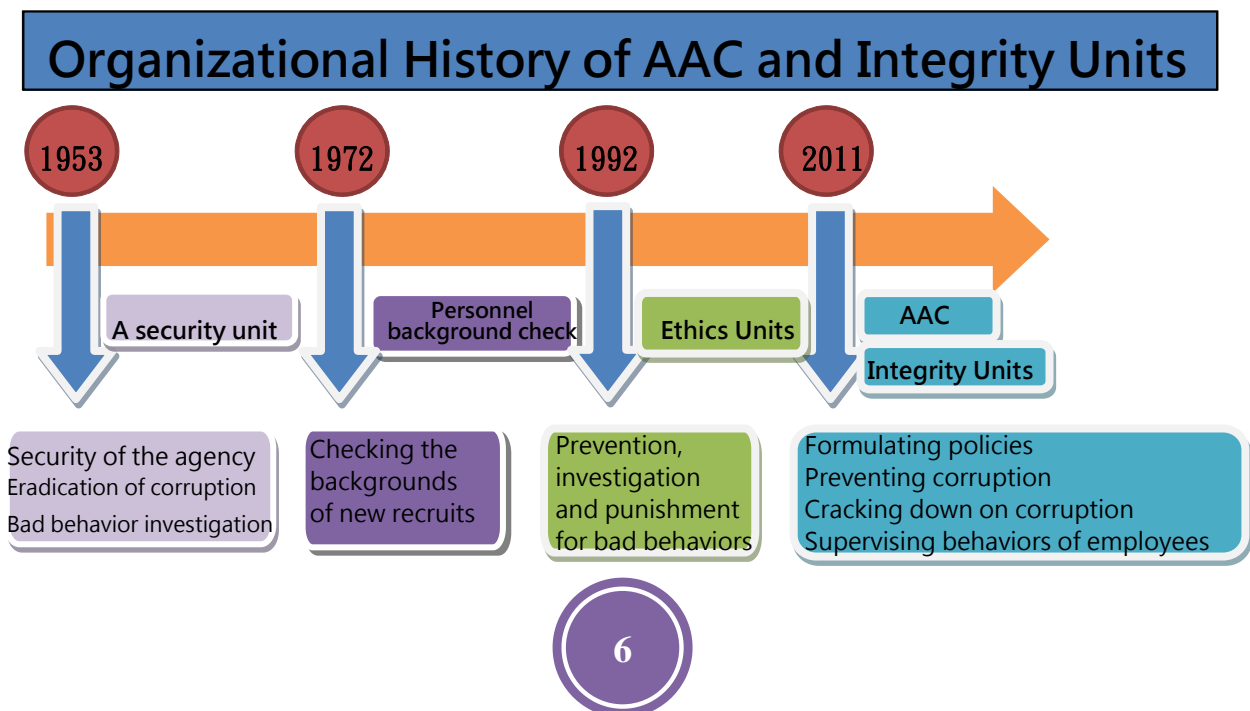 Organizational History of AAC and Integrity Units
1953
1972
1992
2011
A security unit
Personnel
background check
Ethics Units
AAC
Integrity Units
Security of the agency
Eradication of corruption
Bad behavior investigation
Checking the
backgrounds
of new recruits
Prevention,
investigation
and punishment
for bad behaviors
Formulating policies
Preventing corruption
Cracking down on corruption
Supervising behaviors of employees
6